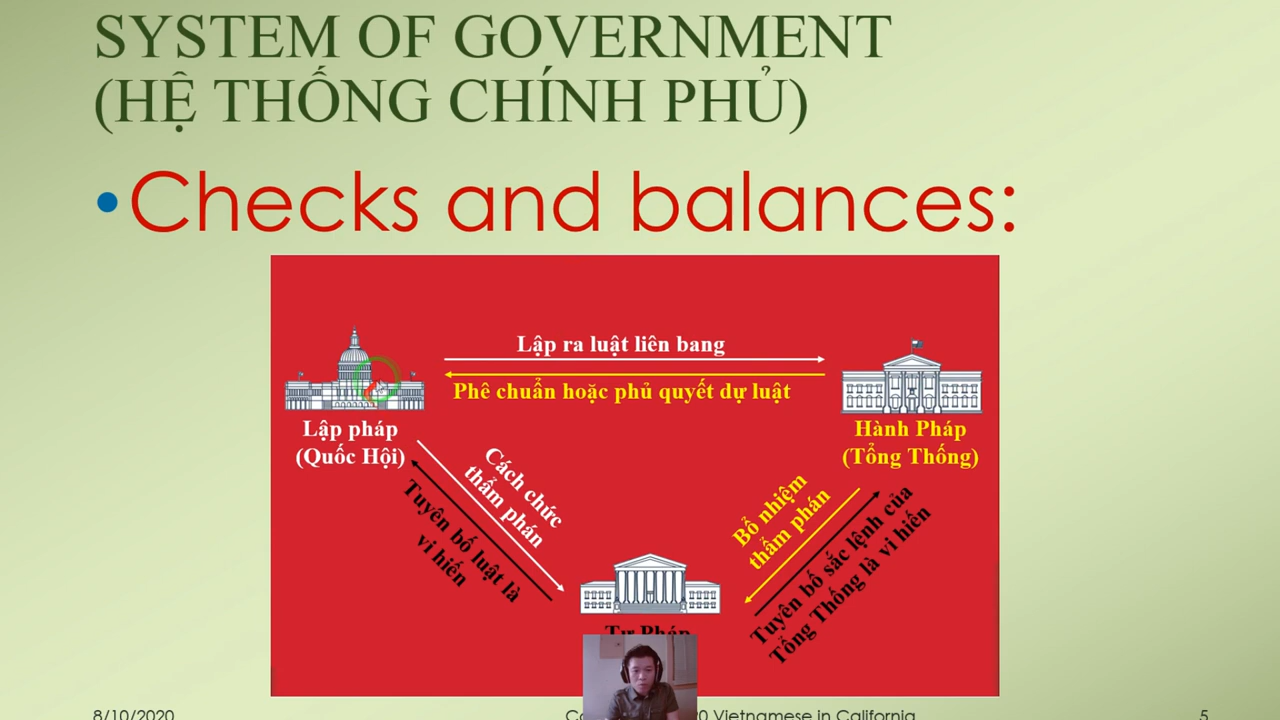 SYSTEM OF GOVERNMENT
(HỆ THỐNG CHÍNH PHỦ)
•Checks and balances:
Lập ra luật liên bang
Phê chuẩn hoặc phủ quyết dự luật
Lập pháp
(Quốc Hội)
Hành Pháp
(Tổng Thống)
Cách chức
thẩm phán
Tuyên bố luật là
vi hiến
Bổ nhiệm
thẩm phán
Tuyên bố sắc lệnh của
Tổng Thống là vi hiến
Tư Pháp
8/10/2020
Vietnamese in California
5